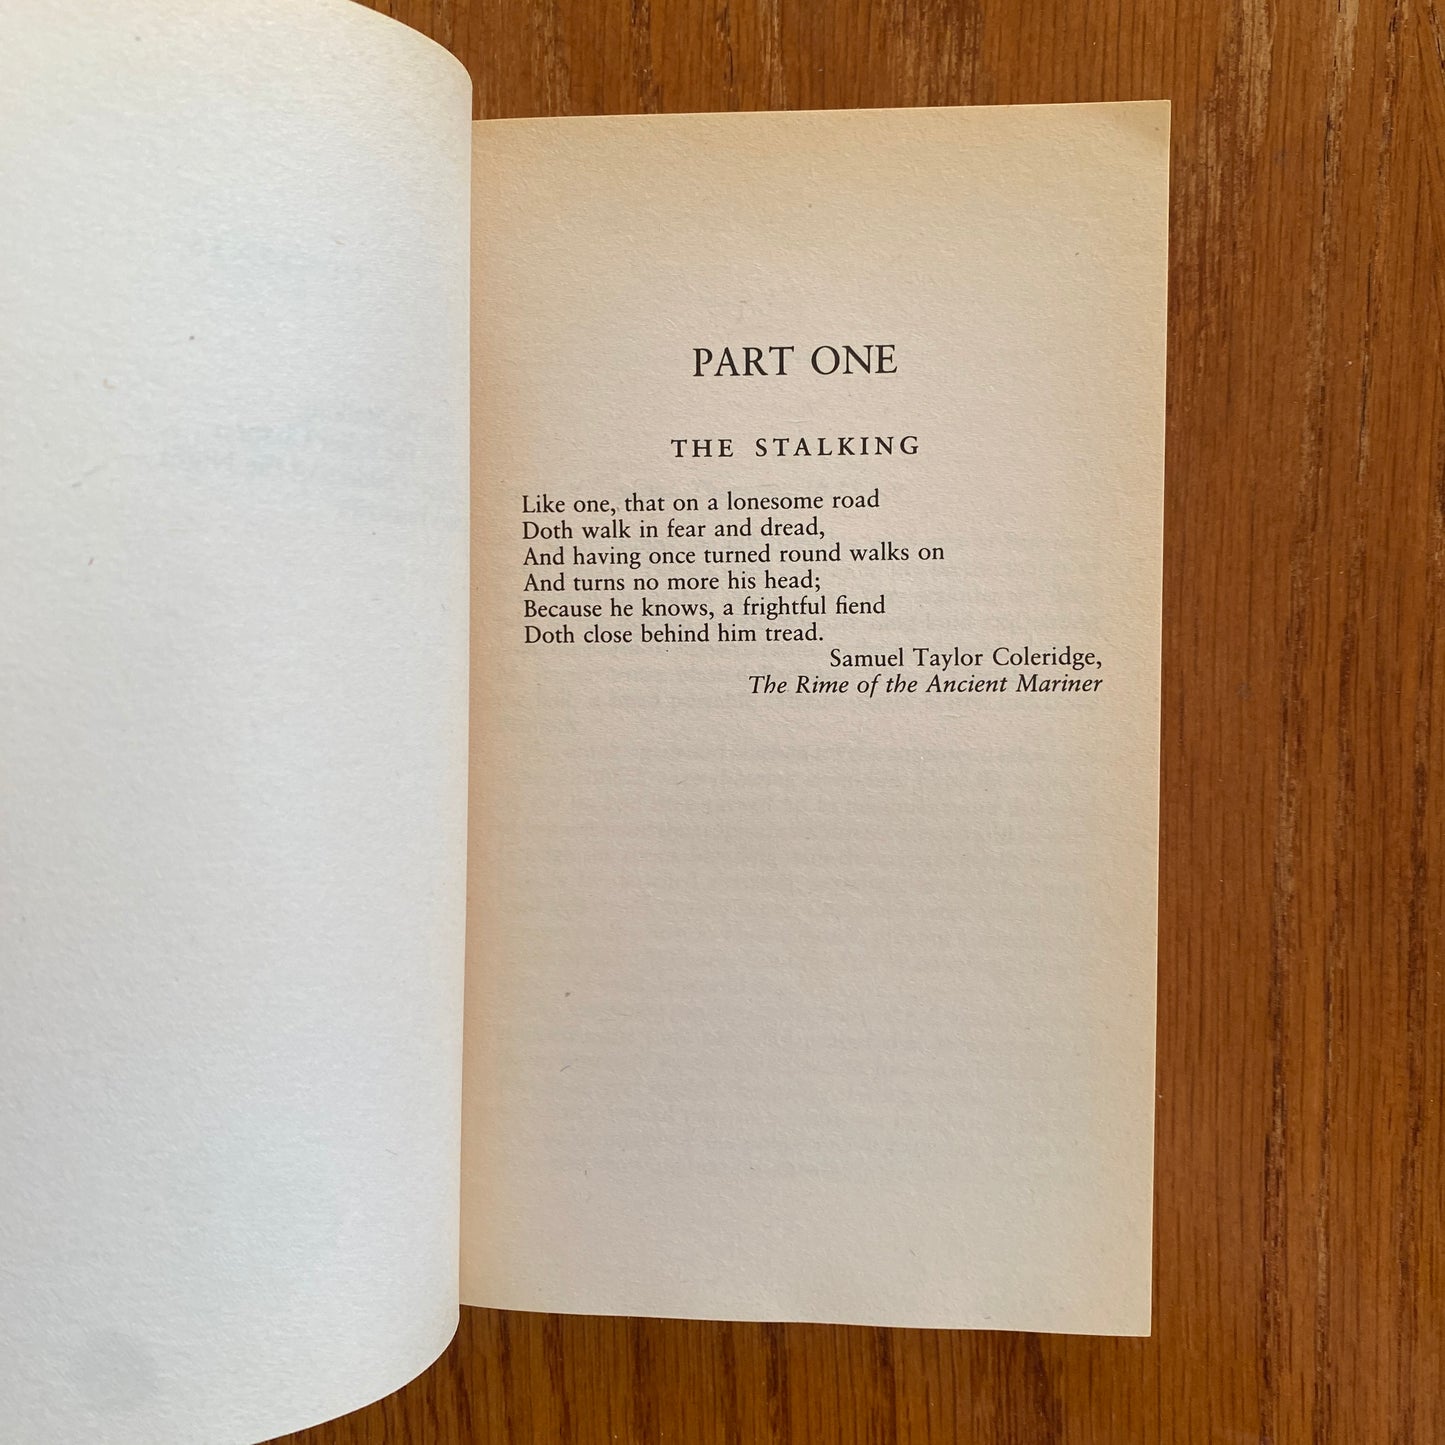 PART ONE
THE STALKING
Like one, that on a lonesome road
Doth walk in fear and dread,
And having once turned round walks on
And turns no more his head;
Because he knows, a frightful fiend
Doth close behind him tread.
Samuel Taylor Coleridge,
The Rime of the Ancient Mariner